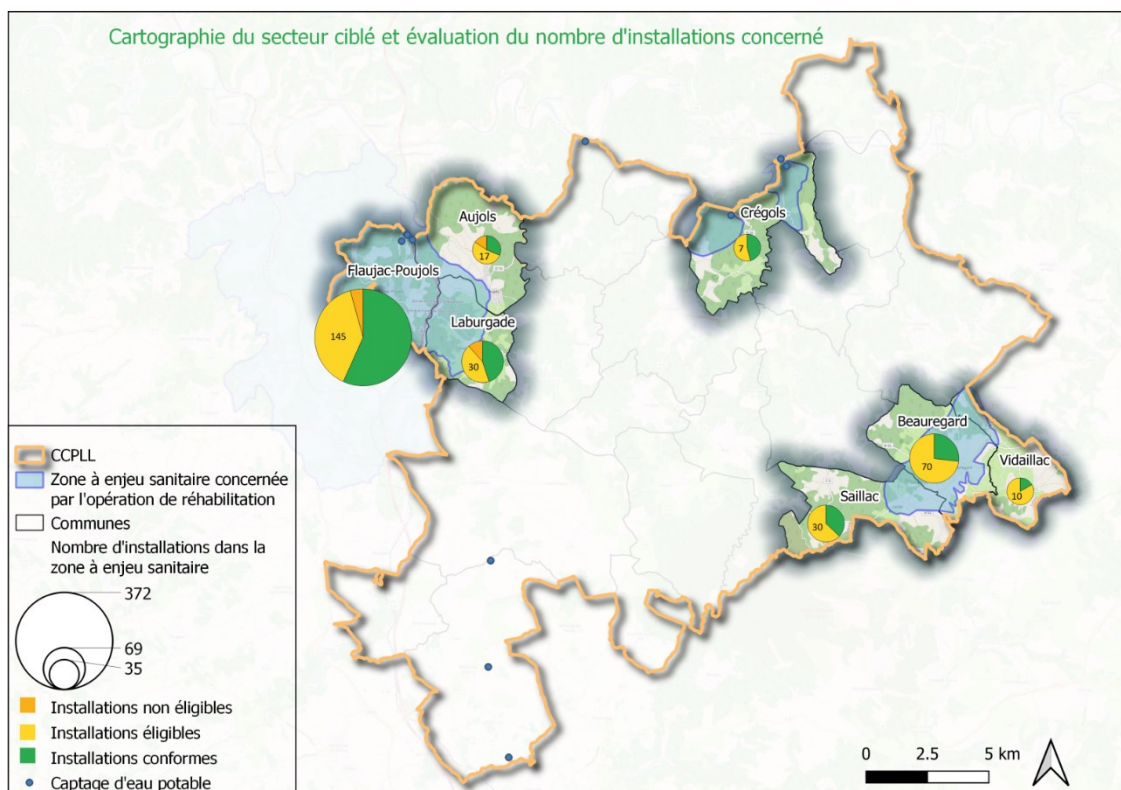 Cartographie du secteur ciblé et évaluation du nombre d'installations concerné
Aujols
17
Crégols
7
Flaujac-Poujols
145
Laburgade
30
Beauregard
70
Vidaillac
10
Saillac
30
CCPLL
Zone à enjeu sanitaire concernée
par l'opération de réhabilitation
Communes
Nombre d'installations dans la
zone à enjeu sanitaire
372
69
35
Installations non éligibles
Installations éligibles
Installations conformes
Captage d'eau potable
0 2.5 5 km